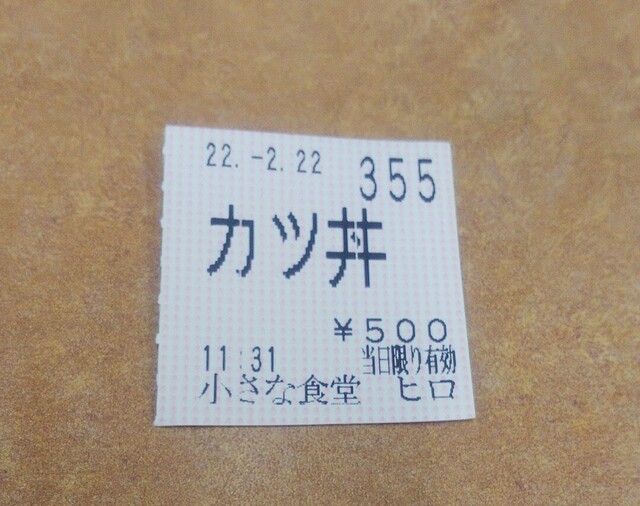 22.-2.22 355
カツ丼
¥500
11:31 当日限り有効
小さな食堂 ヒロ